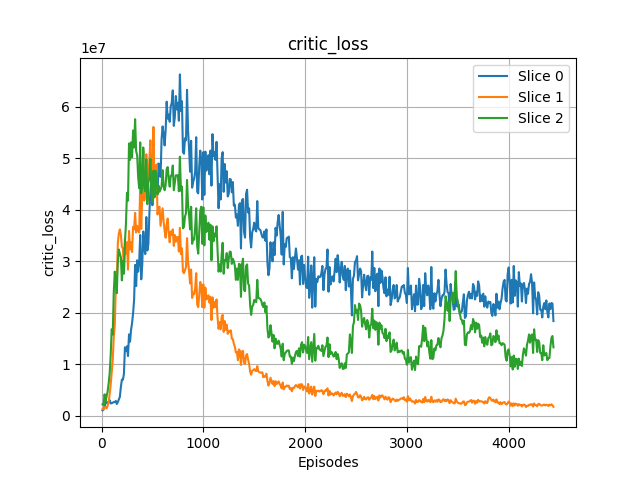 critic_loss
1e7
Slice 0
Slice 1
Slice 2
6
5
4
3
2
1
0
critic_loss
0
1000
2000
3000
4000
Episodes